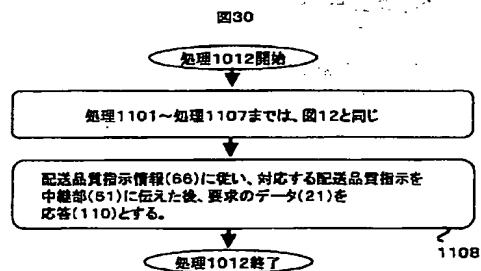 図30
処理1012開始
処理1101~処理1107までは、図12と同じ
配送品質指示情報(66)に従い、対応する配送品質指示を
中継部(51)に伝えた後、要求のデータ(21)を
応答(110)とする。
1108
処理1012終了